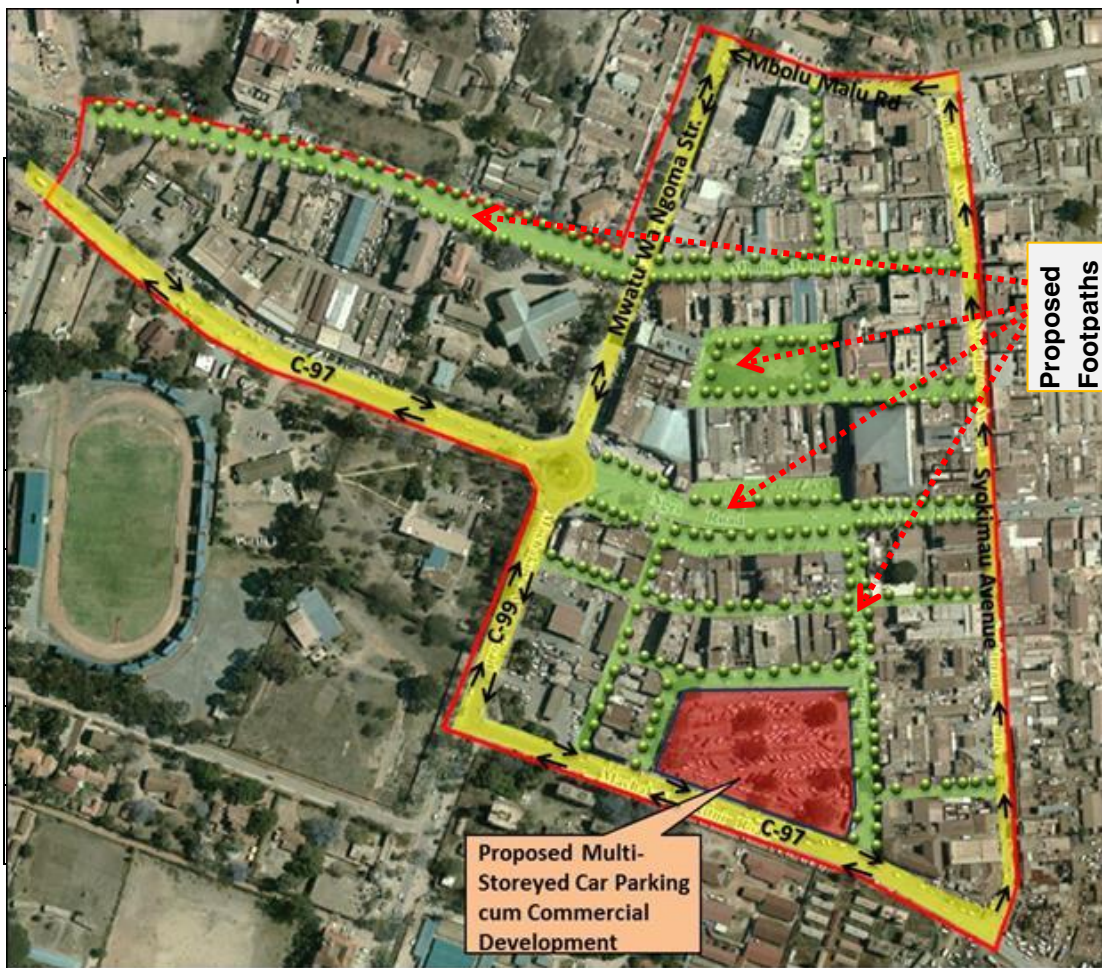 Mbolu Malu Rd
Mwatu Wa Ngoma Str.
Proposed
Footpaths
C-97
Syokimau Avenue
C-99
C-97
Proposed Multi-
Storeyed Car Parking
cum Commercial
Development